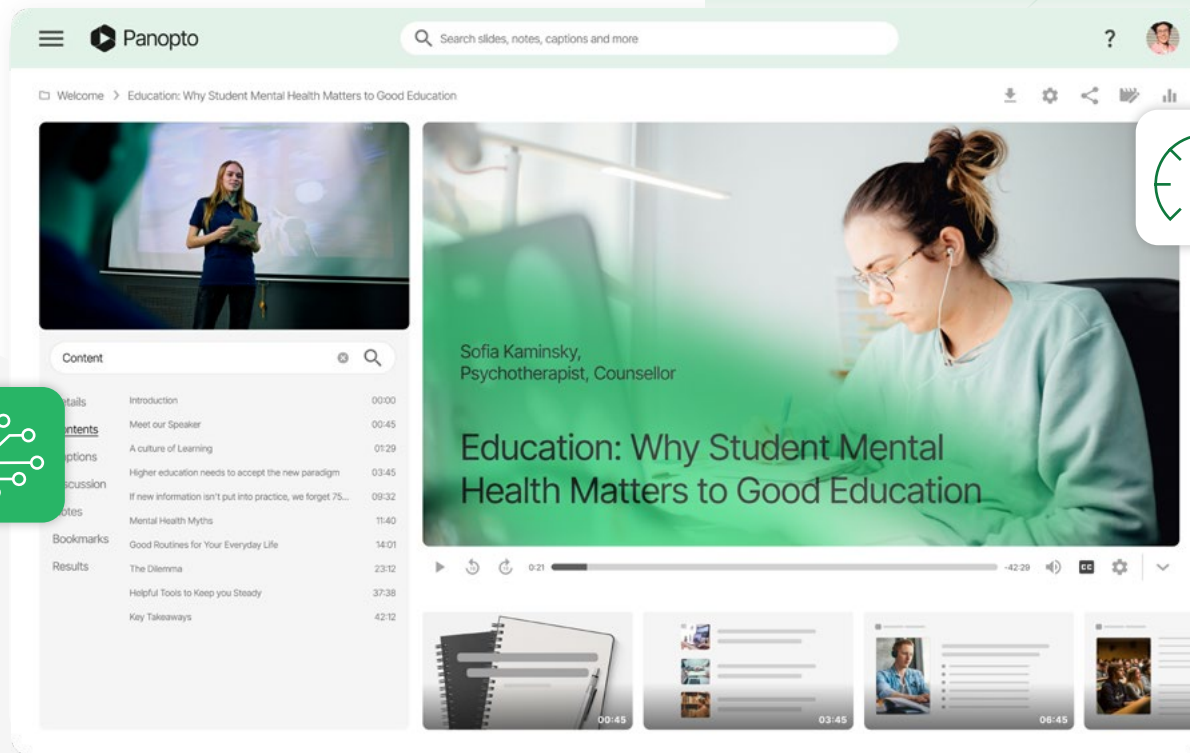 Panopto
Search slides, notes, captions and more
?
Welcome > Education: Why Student Mental Health Matters to Good Education
Sofia Kaminsky,
Psychotherapist, Counsellor
Education: Why Student Mental
Health Matters to Good Education
Content
etails
ontents
ptions
scussion
otes
Bookmarks
Results
Introduction 00:00
Meet our Speaker 00:45
A culture of Learning 01:29
Higher education needs to accept the new paradigm 03:45
If new information isn't put into practice, we forget 75... 09:32
Mental Health Myths 11:40
Good Routines for Your Everyday Life 14:01
The Dilemma 23:12
Helpful Tools to Keep you Steady 37:38
Key Takeaways 42:12
0:21 -42:29 CC
00:45 03:45 06:45